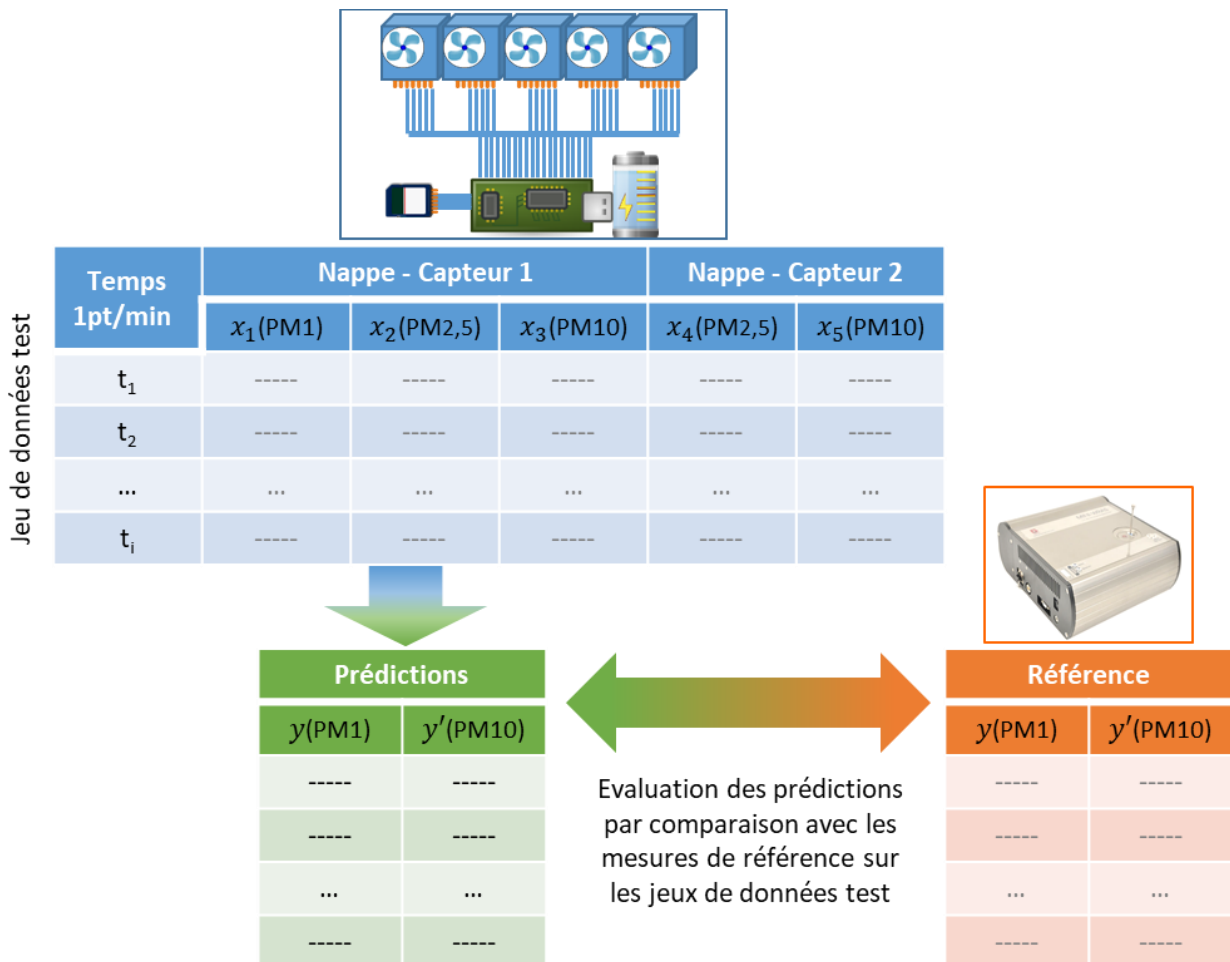 Jeu de données test
Temps
1pt/min
Nappe - Capteur 1
Nappe - Capteur 2
x₁(PM1) x₂(PM2,5) x₃(PM10) x₄(PM2,5) x₅(PM10)
t₁ ----- ----- ----- ----- -----
t₂ ----- ----- ----- ----- -----
... ... ... ... ... ...
tᵢ ----- ----- ----- ----- -----
Prédictions
y(PM1) y′(PM10)
----- -----
----- -----
... ...
----- -----
Evaluation des prédictions
par comparaison avec les
mesures de référence sur
les jeux de données test
Référence
y(PM1) y′(PM10)
----- -----
----- -----
... ...
----- -----